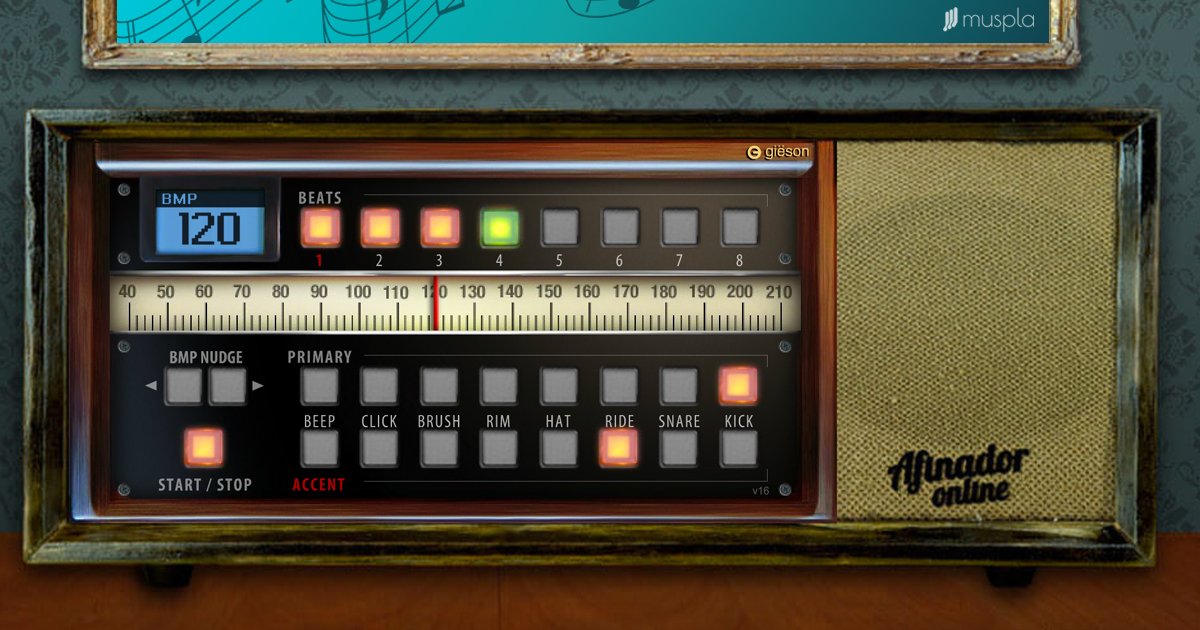 muspla
giëson
BMP
120
BEATS
1 2 3 4 5 6 7 8
40 50 60 70 80 90 100 110 120 130 140 150 160 170 180 190 200 210
BMP NUDGE
PRIMARY
BEEP CLICK BRUSH RIM HAT RIDE SNARE KICK
START / STOP
ACCENT
v16
Afinador
online